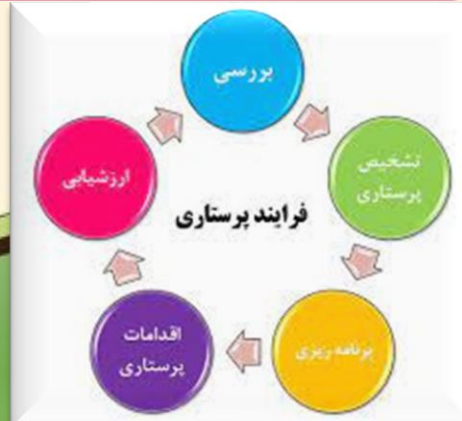 بررسی
تشخیص
پرستاری
ارزشیابی
فرایند پرستاری
برنامه ریزی
اقدامات
پرستاری